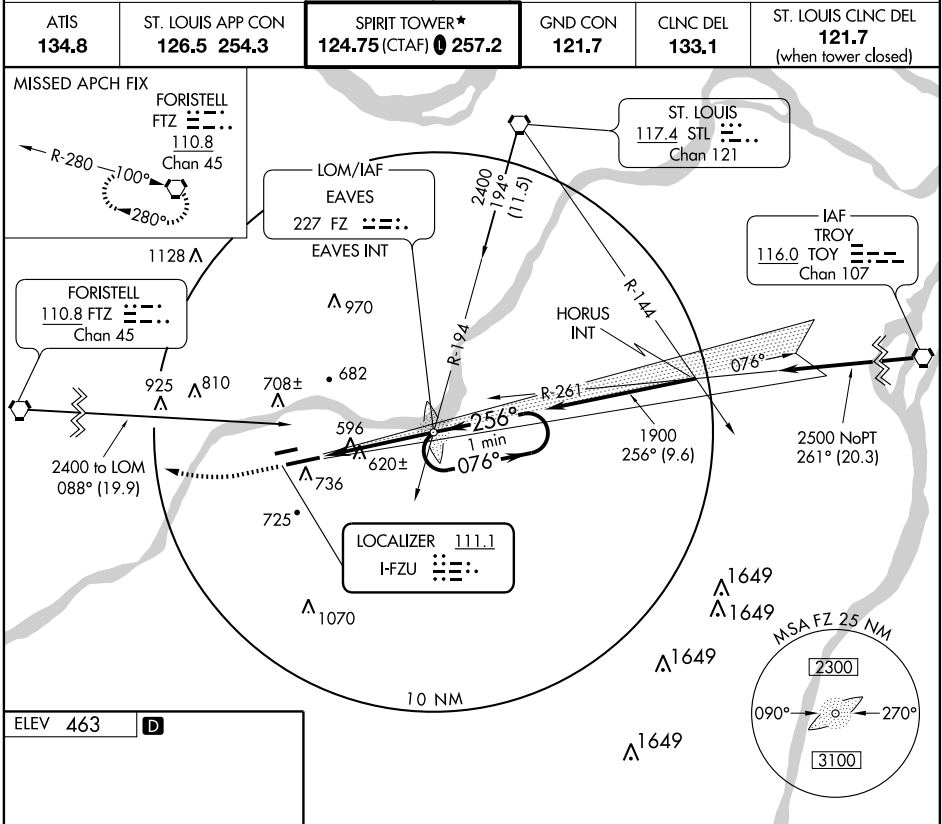 ATIS
134.8
ST. LOUIS APP CON
126.5 254.3
SPIRIT TOWER★
124.75 (CTAF) L 257.2
GND CON
121.7
CLNC DEL
133.1
ST. LOUIS CLNC DEL
121.7
(when tower closed)
MISSED APCH FIX
FORISTELL
FTZ
110.8
Chan 45
R-280
100°
280°
LOM/IAF
EAVES
227 FZ
EAVES INT
2400
194°
(11.5)
ST. LOUIS
117.4 STL
Chan 121
IAF
TROY
116.0 TOY
Chan 107
1128
FORISTELL
110.8 FTZ
Chan 45
970
R-194
HORUS
INT
R-144
925
810
708±
682
R-261
076°
256°
1 min
076°
596
620±
1900
256° (9.6)
2500 NoPT
261° (20.3)
2400 to LOM
088° (19.9)
736
725
LOCALIZER 111.1
I-FZU
1070
1649
1649
1649
1649
10 NM
MSA FZ 25 NM
2300
090°
270°
3100
ELEV 463
D